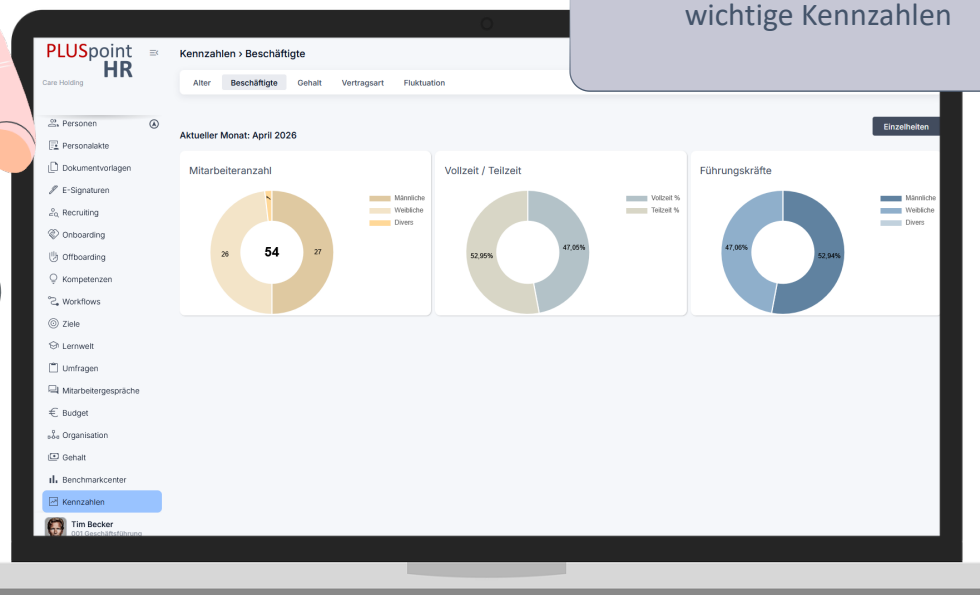 wichtige Kennzahlen
PLUSpoint
HR
Care Holding
Kennzahlen > Beschäftigte
Alter Beschäftigte Gehalt Vertragsart Fluktuation
Personen
Personalakte
Dokumentvorlagen
E-Signaturen
Recruiting
Onboarding
Offboarding
Kompetenzen
Workflows
Ziele
Lernwelt
Umfragen
Mitarbeitergespräche
Budget
Organisation
Gehalt
Benchmarkcenter
Kennzahlen
Tim Becker
001 Geschäftsführung
Aktueller Monat: April 2026
Einzelheiten
Mitarbeiteranzahl
Männliche
Weibliche
Divers
26
54
27
Vollzeit / Teilzeit
Vollzeit %
Teilzeit %
52,95%
47,05%
Führungskräfte
Männliche
Weibliche
Divers
47,06%
52,94%